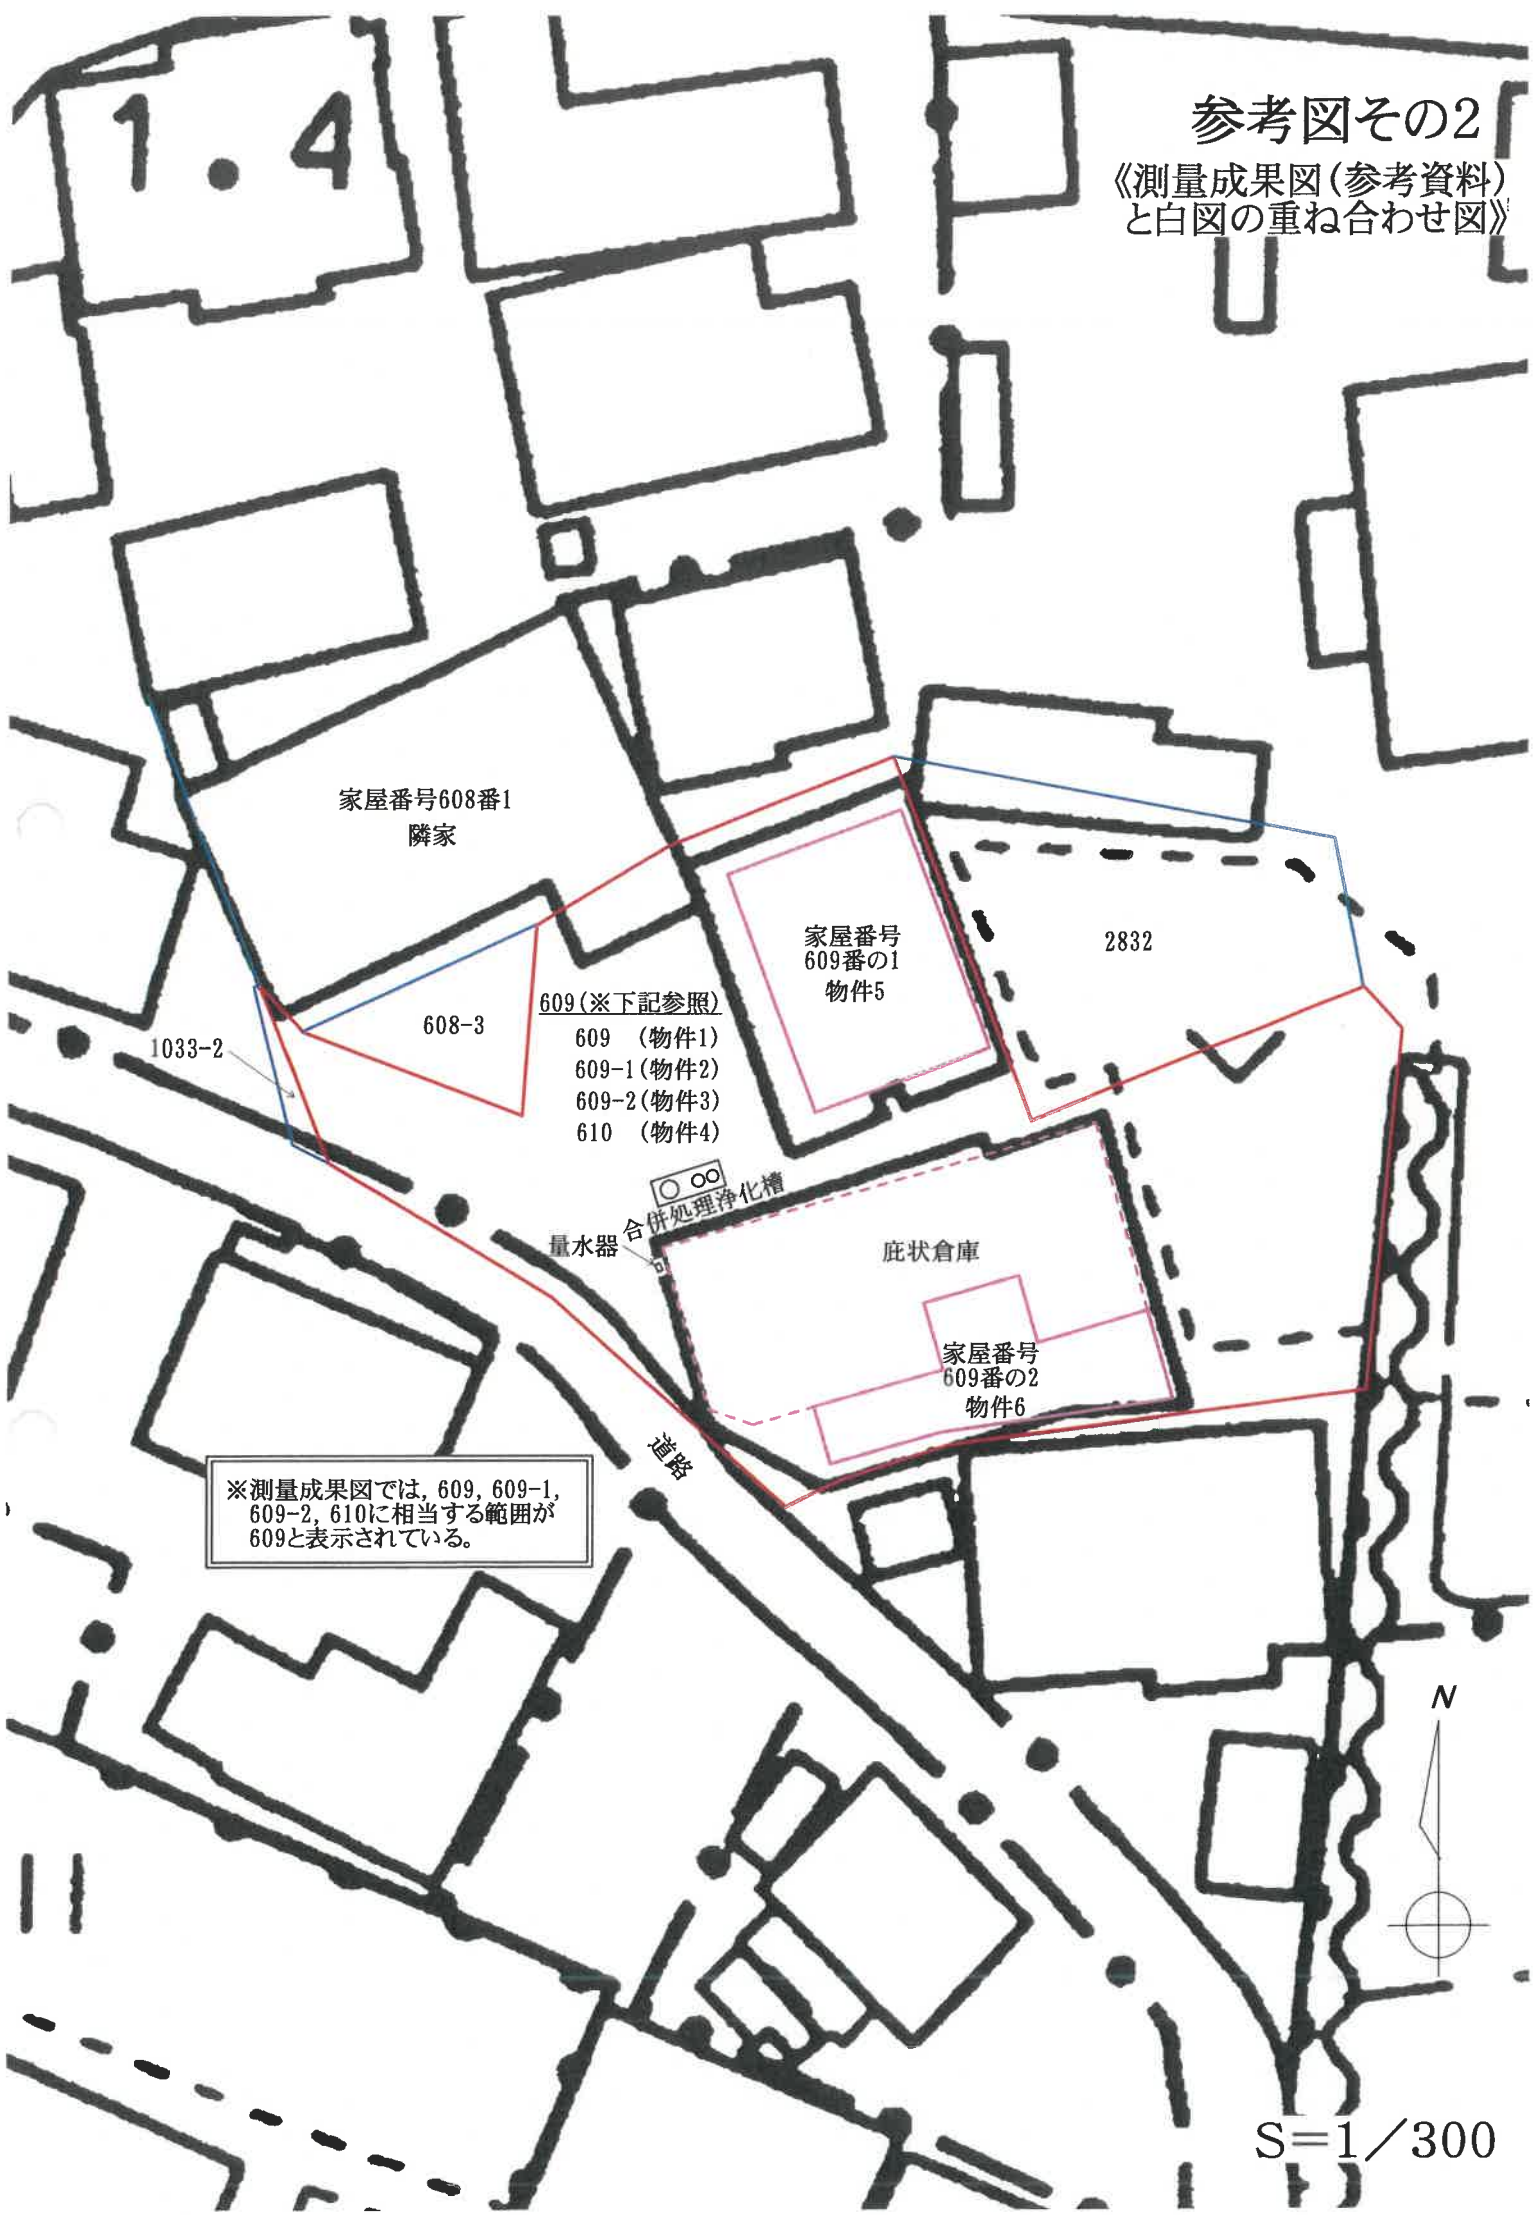 1.4
参考図その2
《測量成果図(参考資料)
と白図の重ね合わせ図》
家屋番号608番1
隣家
家屋番号
609番の1
物件5
2832
608-3
609(※下記参照)
609 (物件1)
609-1(物件2)
609-2(物件3)
610 (物件4)
1033-2
合併処理浄化槽
量水器
庇状倉庫
家屋番号
609番の2
物件6
道路
※測量成果図では, 609, 609-1,
609-2, 610に相当する範囲が
609と表示されている。
N
S=1/300